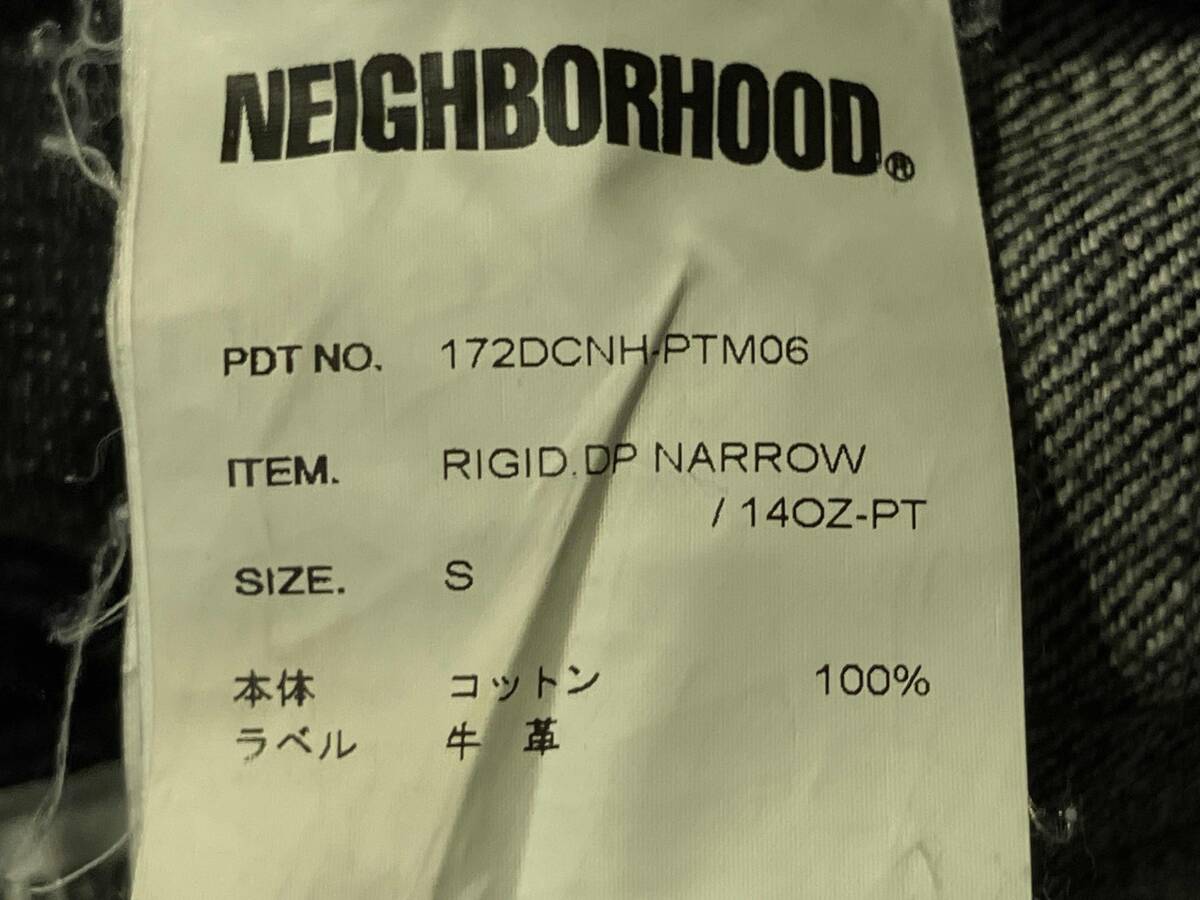 NEIGHBORHOOD®
PDT NO. 172DCNH-PTM06
ITEM. RIGID.DP NARROW
/ 14OZ-PT
SIZE. S
本体 コットン 100%
ラベル 牛 革